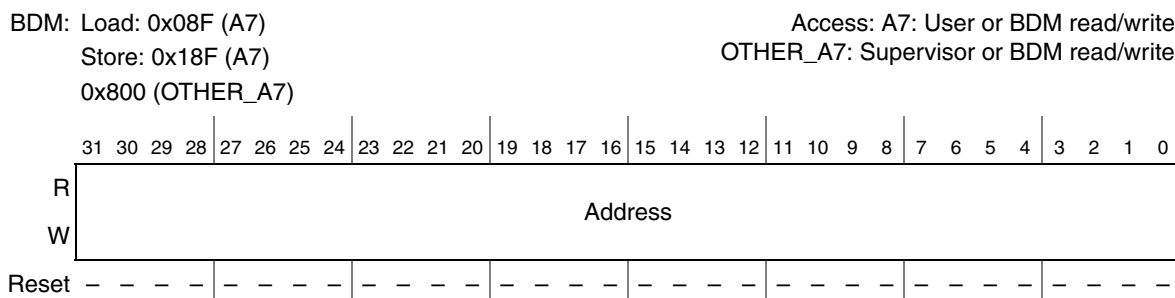 BDM: Load: 0x08F (A7) Access: A7: User or BDM read/write
Store: 0x18F (A7) OTHER_A7: Supervisor or BDM read/write
0x800 (OTHER_A7)
31 30 29 28 27 26 25 24 23 22 21 20 19 18 17 16 15 14 13 12 11 10 9 8 7 6 5 4 3 2 1 0
R
Address
W
Reset – – – – – – – – – – – – – – – – – – – – – – – – – – – – – – – –